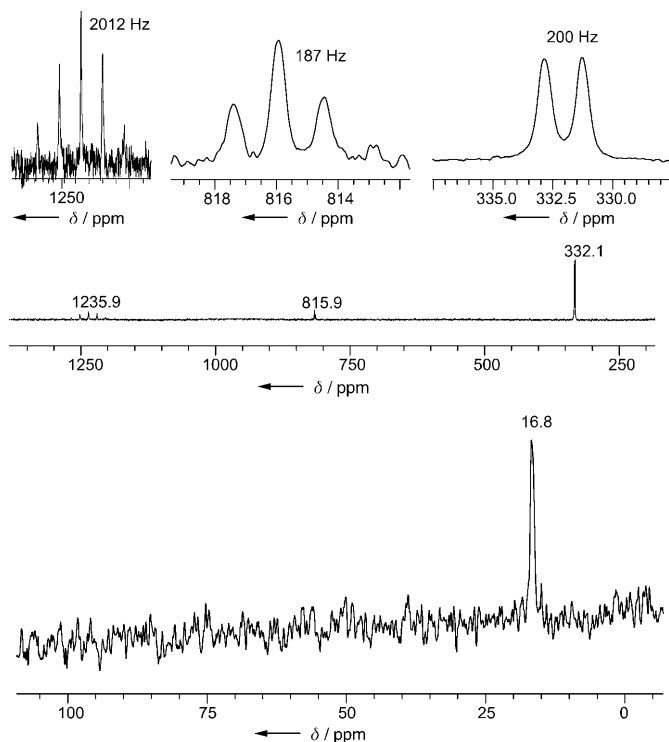 2012 Hz
187 Hz
200 Hz
1250
818 816 814
335.0 332.5 330.0
δ / ppm
δ / ppm
δ / ppm
1235.9
815.9
332.1
1250 1000 750 500 250
δ / ppm
16.8
100 75 50 25 0
δ / ppm